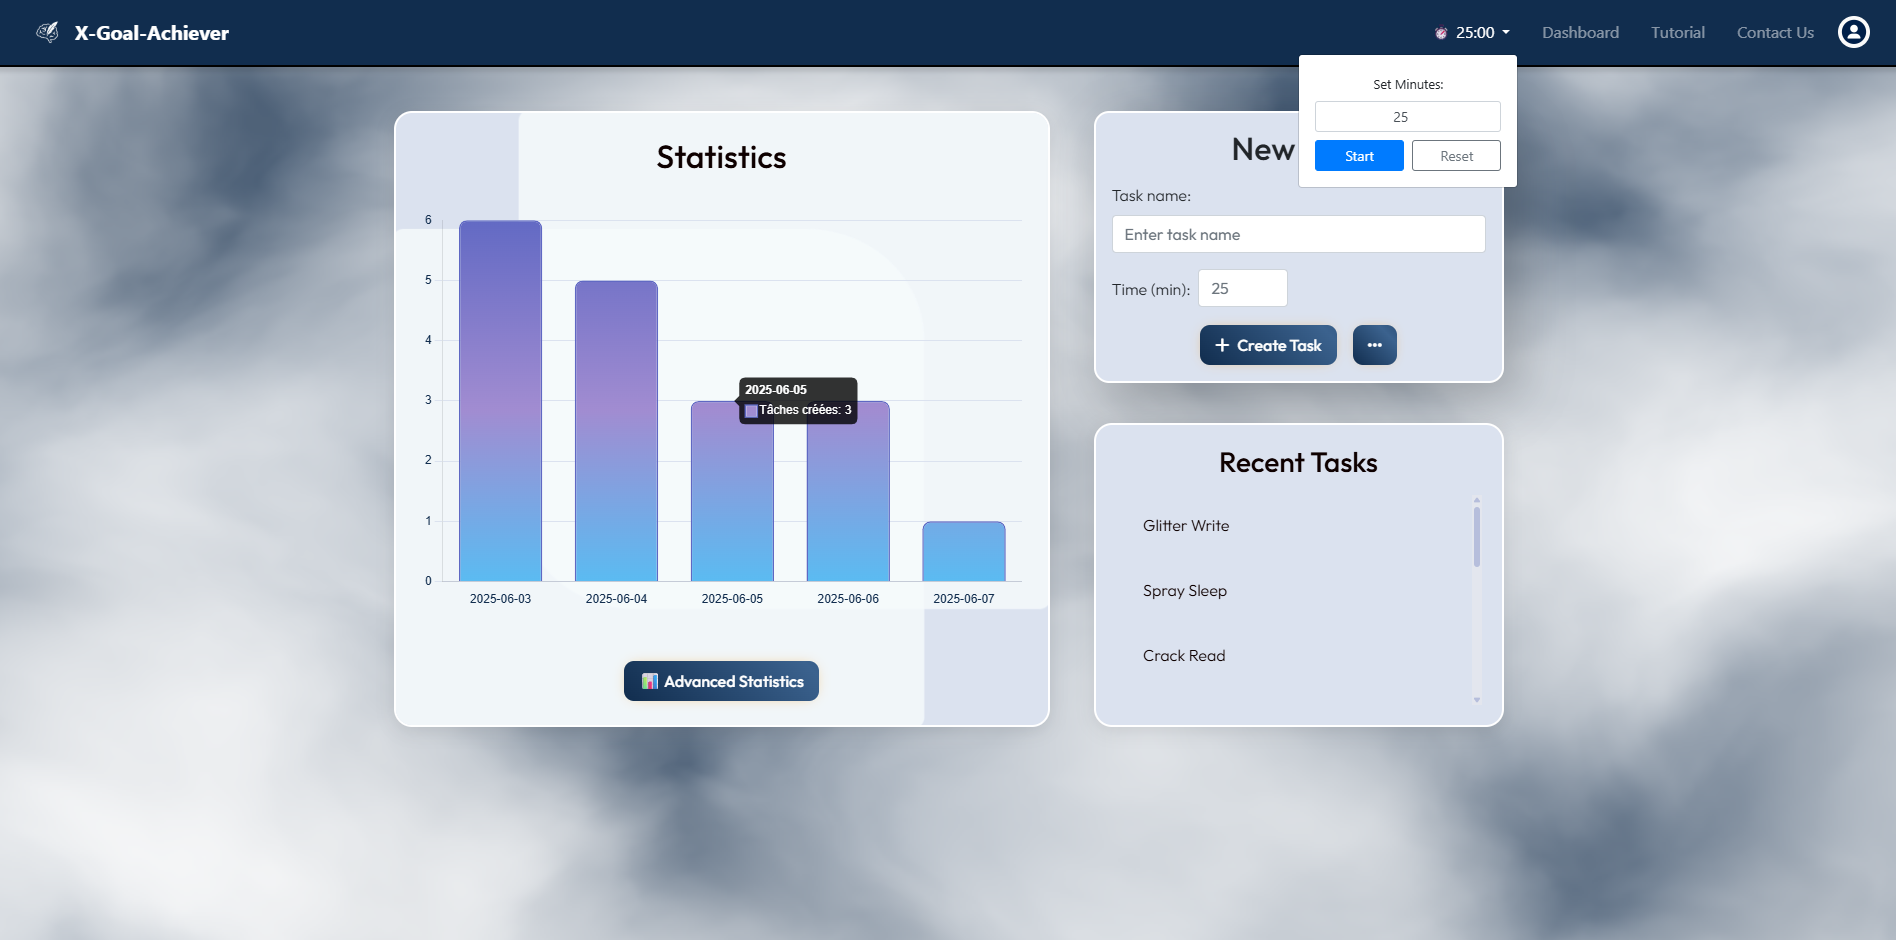 X-Goal-Achiever
25:00
Dashboard
Tutorial
Contact Us
Set Minutes:
25
Start
Reset
Statistics
6
5
4
3
2
1
0
2025-06-05
Tâches créées: 3
2025-06-03
2025-06-04
2025-06-05
2025-06-06
2025-06-07
Advanced Statistics
New
Task name:
Enter task name
Time (min):
25
+ Create Task
•••
Recent Tasks
Glitter Write
Spray Sleep
Crack Read